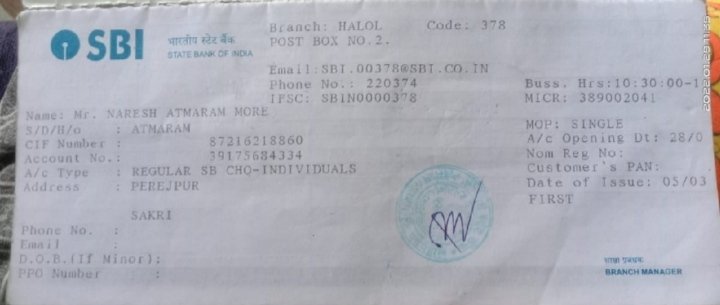 SBI भारतीय स्टेट बैंक
STATE BANK OF INDIA
Branch: HALOL Code: 378
POST BOX NO.2.
Email:SBI.00378@SBI.CO.IN
Phone No.: 220374 Buss. Hrs:10:30:00-1
IFSC: SBIN0000378 MICR: 389002041
Name: Mr. NARESH ATMARAM MORE
S/D/H/o : ATMARAM MOP: SINGLE
CIF Number : 87216218860 A/c Opening Dt: 28/0
Account No.: 39175684334 Nom Reg No:
A/c Type : REGULAR SB CHQ-INDIVIDUALS Customer's PAN:
Address : PEREJPUR Date of Issue: 05/03
FIRST
SAKRI
Phone No. :
Email :
D.O.B.(If Minor):
PPO Number :
शाखा प्रबंधक
BRANCH MANAGER